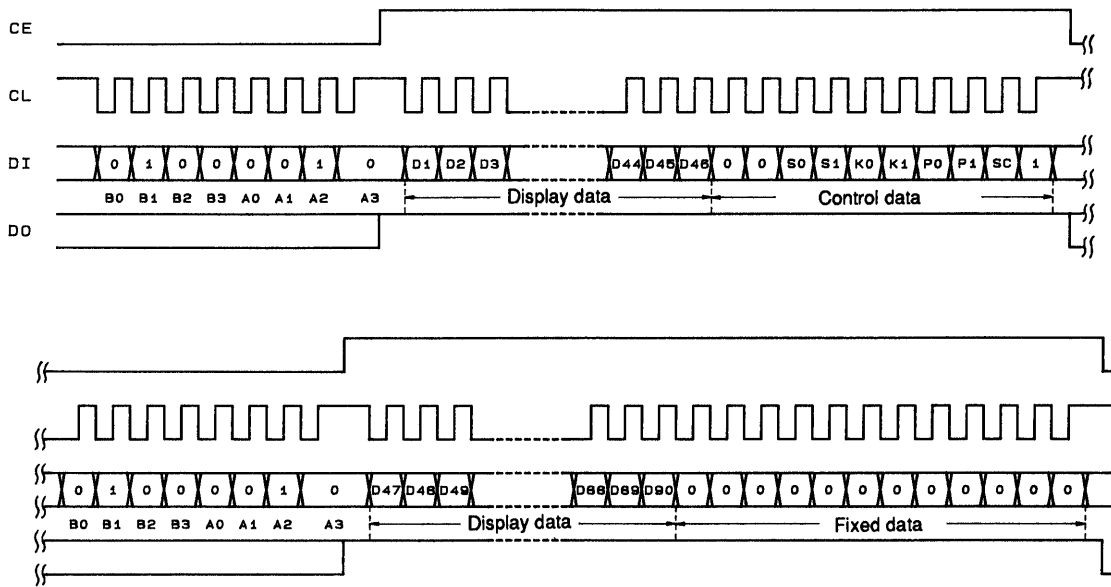 CE
CL
DI 0 1 0 0 0 0 1 0 D1 D2 D3 D44 D45 D46 0 0 S0 S1 K0 K1 P0 P1 SC 1
B0 B1 B2 B3 A0 A1 A2 A3 Display data Control data
DO
0 1 0 0 0 0 1 0 D47 D48 D49 D88 D89 D90 0 0 0 0 0 0 0 0 0 0 0 0
B0 B1 B2 B3 A0 A1 A2 A3 Display data Fixed data